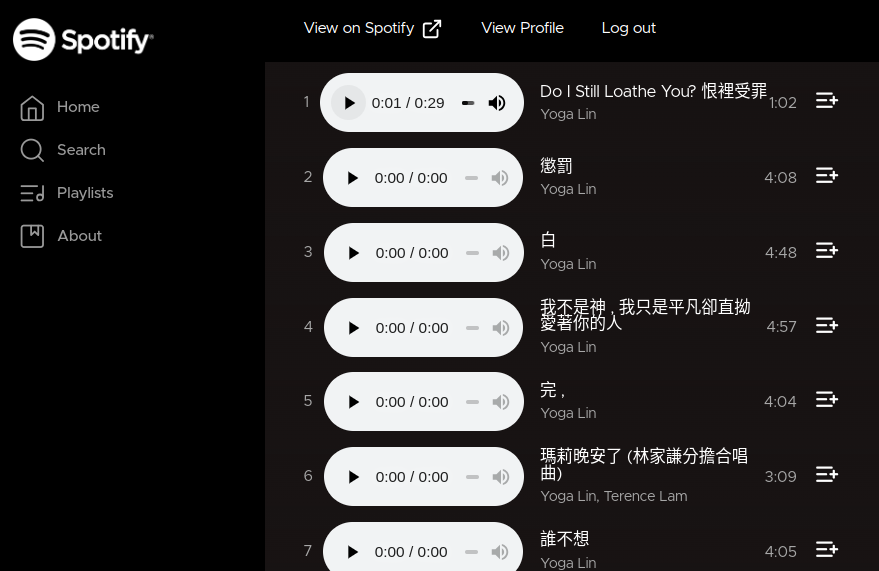 Spotify
View on Spotify
View Profile
Log out
Home
Search
Playlists
About
1
0:01 / 0:29
Do I Still Loathe You? 恨裡受罪
Yoga Lin
1:02
2
0:00 / 0:00
懲罰
Yoga Lin
4:08
3
0:00 / 0:00
白
Yoga Lin
4:48
4
0:00 / 0:00
我不是神 , 我只是平凡卻直拗
愛著你的人
Yoga Lin
4:57
5
0:00 / 0:00
完 ,
Yoga Lin
4:04
6
0:00 / 0:00
瑪莉晚安了 (林家謙分擔合唱
曲)
Yoga Lin, Terence Lam
3:09
7
0:00 / 0:00
誰不想
Yoga Lin
4:05